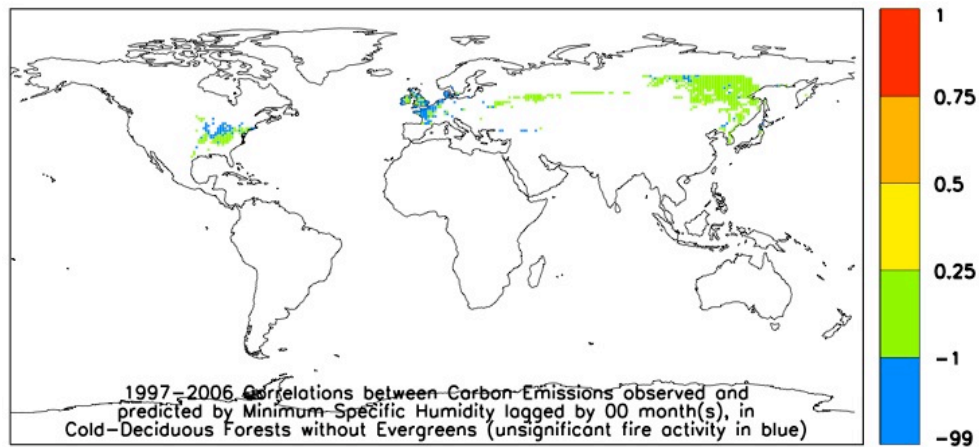 1
0.75
0.5
0.25
-1
-99
1997-2006 Correlations between Carbon Emissions observed and
predicted by Minimum Specific Humidity lagged by 00 month(s), in
Cold-Deciduous Forests without Evergreens (unsignificant fire activity in blue)